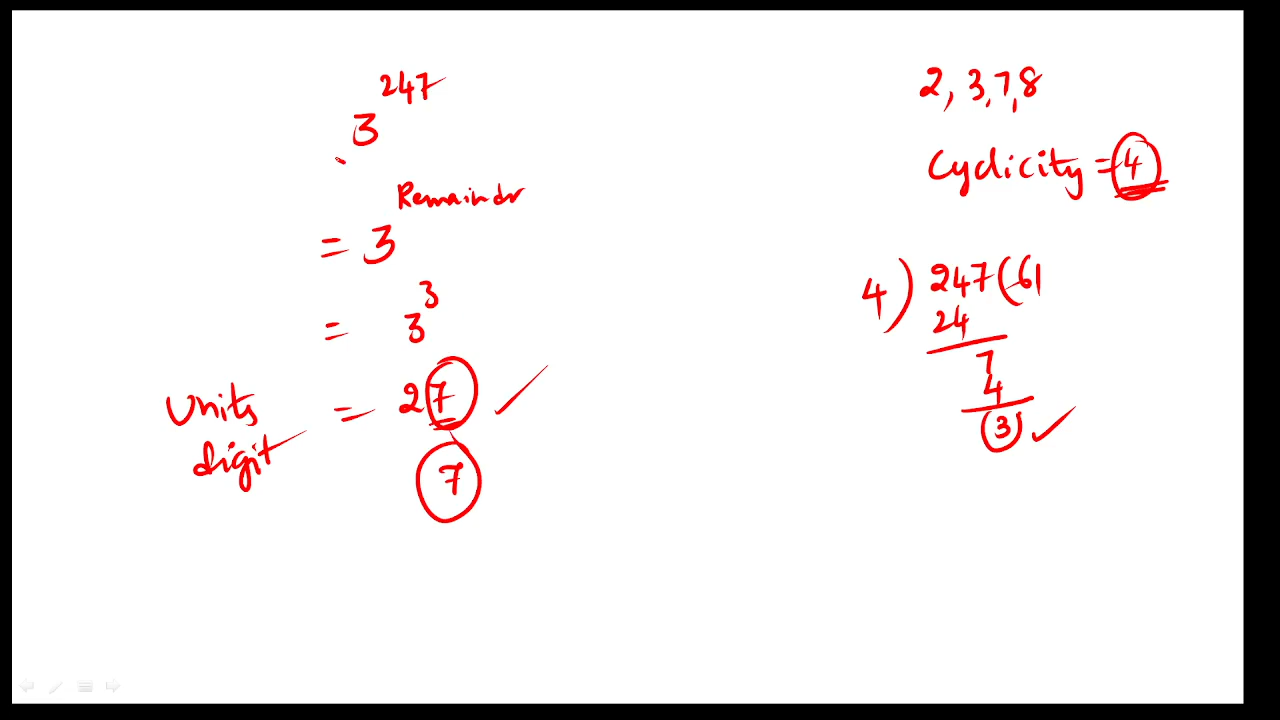 3^247
= 3^Remainder
= 3^3
Units digit = 27
7
2, 3, 7, 8
Cyclicity = 4
4) 247 (61
24
7
4
(3)